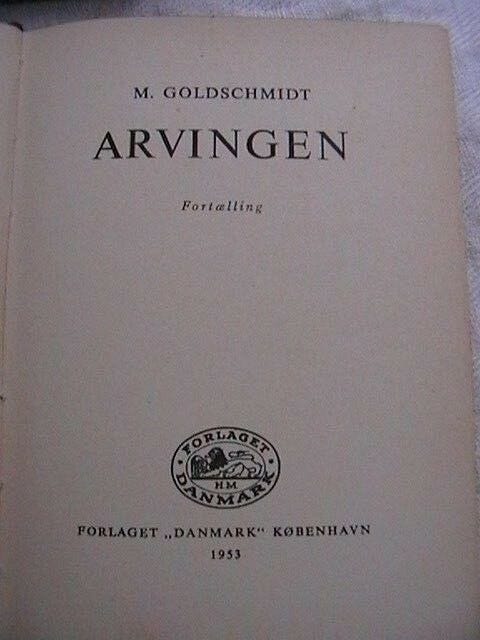 M. GOLDSCHMIDT
ARVINGEN
Fortælling
FORLAGET
HM
DANMARK
FORLAGET „DANMARK“ KØBENHAVN
1953